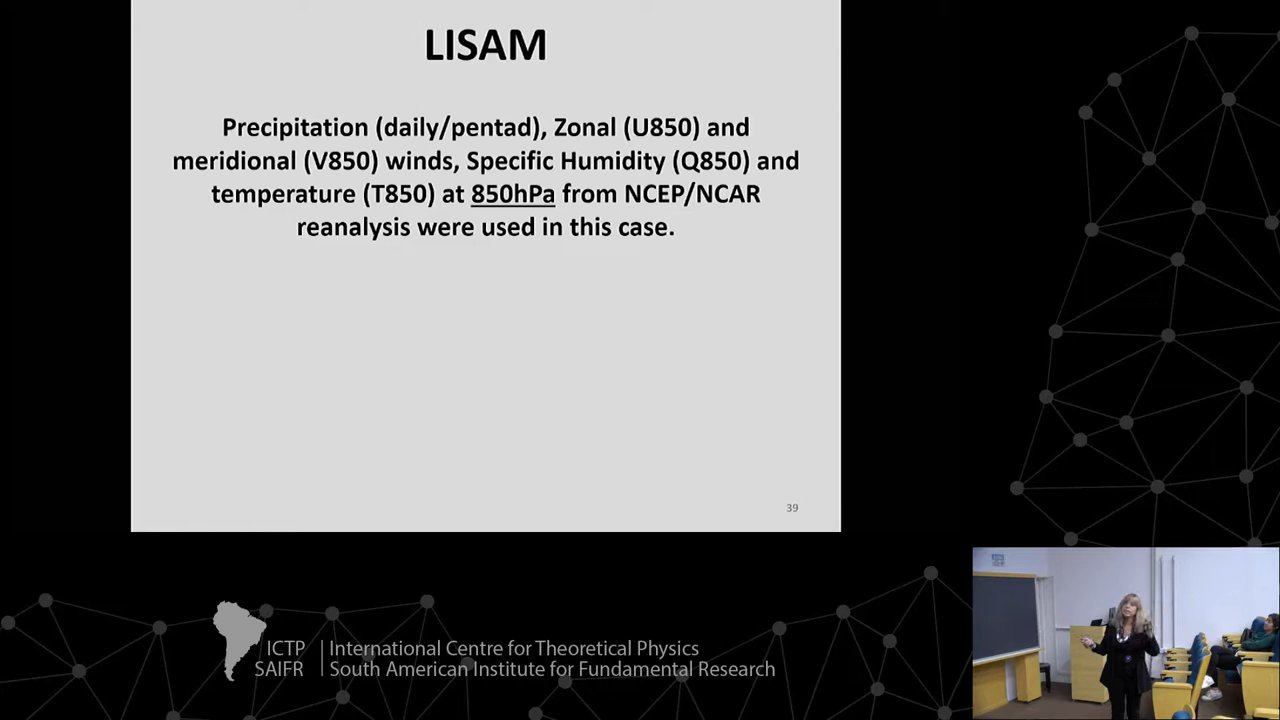 LISAM
Precipitation (daily/pentad), Zonal (U850) and
meridional (V850) winds, Specific Humidity (Q850) and
temperature (T850) at 850hPa from NCEP/NCAR
reanalysis were used in this case.
39
ICTP
SAIFR
International Centre for Theoretical Physics
South American Institute for Fundamental Research